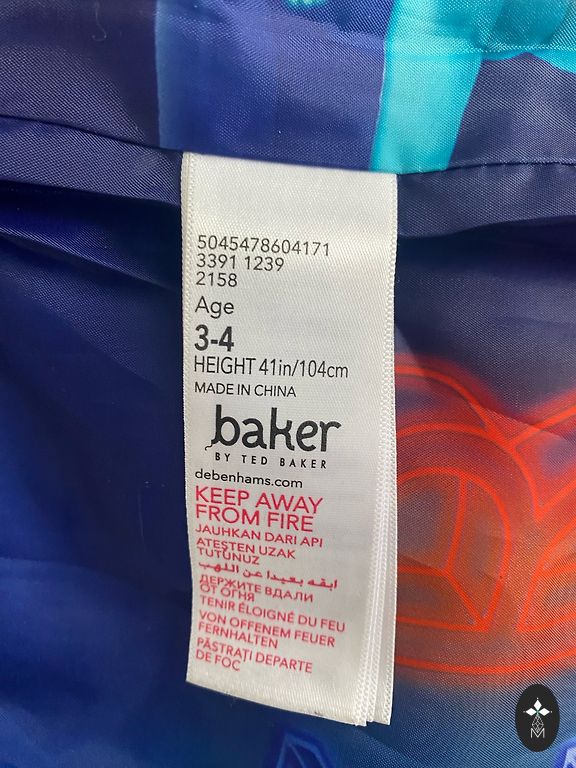 5045478604171
3391 1239
2158
Age
3-4
HEIGHT 41in/104cm
MADE IN CHINA
baker
BY TED BAKER
debenhams.com
KEEP AWAY
FROM FIRE
JAUHKAN DARI API
ATEŞTEN UZAK
TUTUNUZ
ابقه بعيدا عن اللهب
ДЕРЖИТЕ ВДАЛИ
ОТ ОГНЯ
TENIR ÉLOIGNÉ DU FEU
VON OFFENEM FEUER
FERNHALTEN
PĂSTRAȚI DEPARTE
DE FOC
M